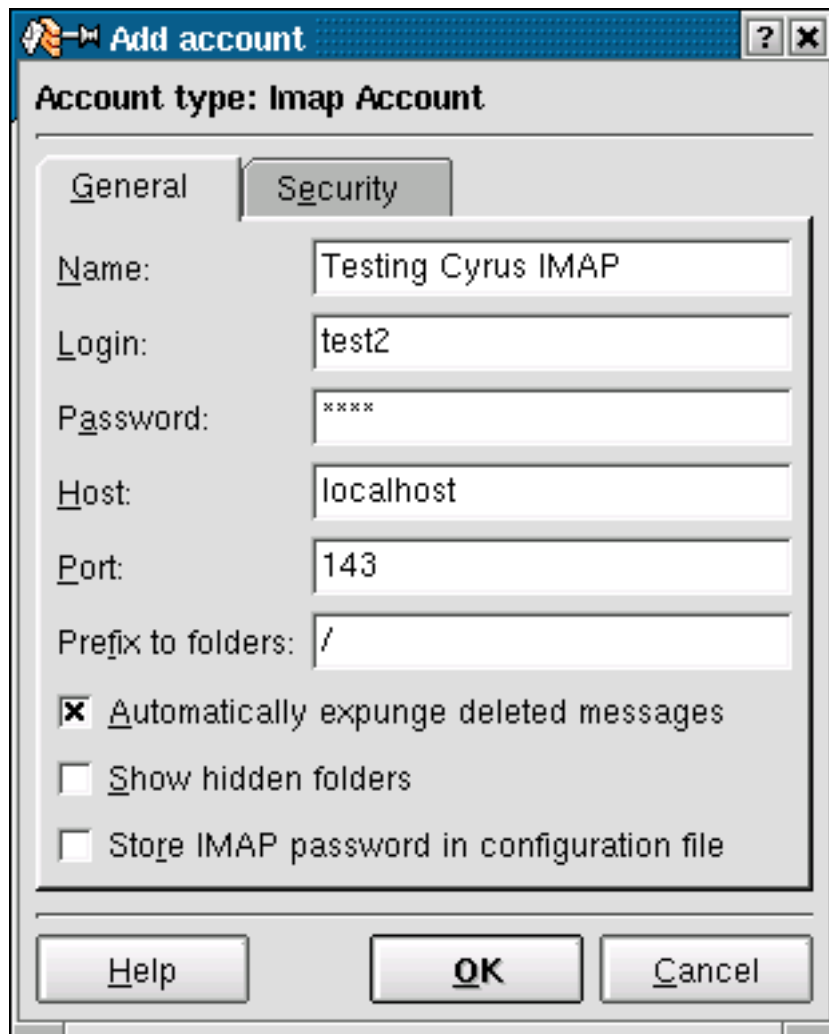 Add account
Account type: Imap Account
General Security
Name: Testing Cyrus IMAP
Login: test2
Password: ****
Host: localhost
Port: 143
Prefix to folders: /
Automatically expunge deleted messages
Show hidden folders
Store IMAP password in configuration file
Help OK Cancel